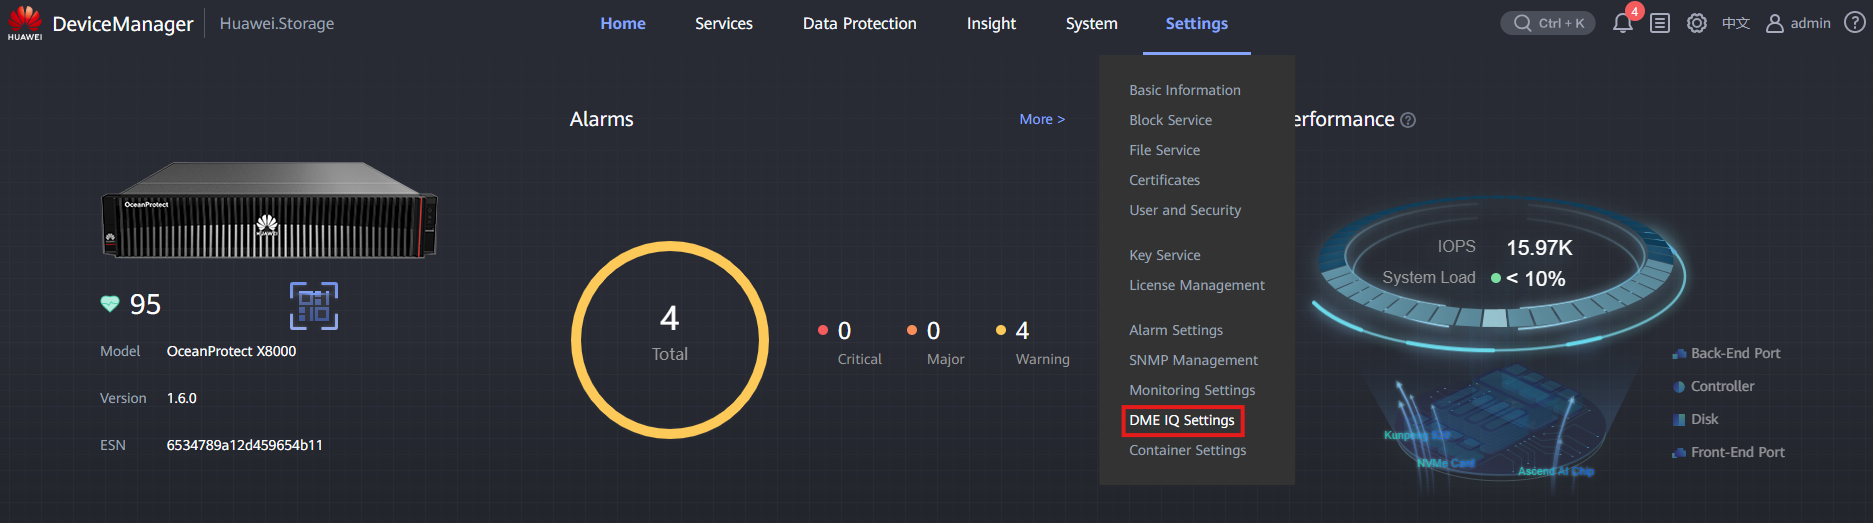 HUAWEI
DeviceManager
Huawei.Storage
Home
Services
Data Protection
Insight
System
Settings
Ctrl + K
4
中文
admin
?
Basic Information
Block Service
File Service
Certificates
User and Security
Key Service
License Management
Alarm Settings
SNMP Management
Monitoring Settings
DME IQ Settings
Container Settings
OceanProtect
HUAWEI
95
Model OceanProtect X8000
Version 1.6.0
ESN 6534789a12d459654b11
Alarms
More >
4
Total
0
Critical
0
Major
4
Warning
erformance ?
IOPS 15.97K
System Load < 10%
NVMe Card
Ascend AI Chip
Back-End Port
Controller
Disk
Front-End Port